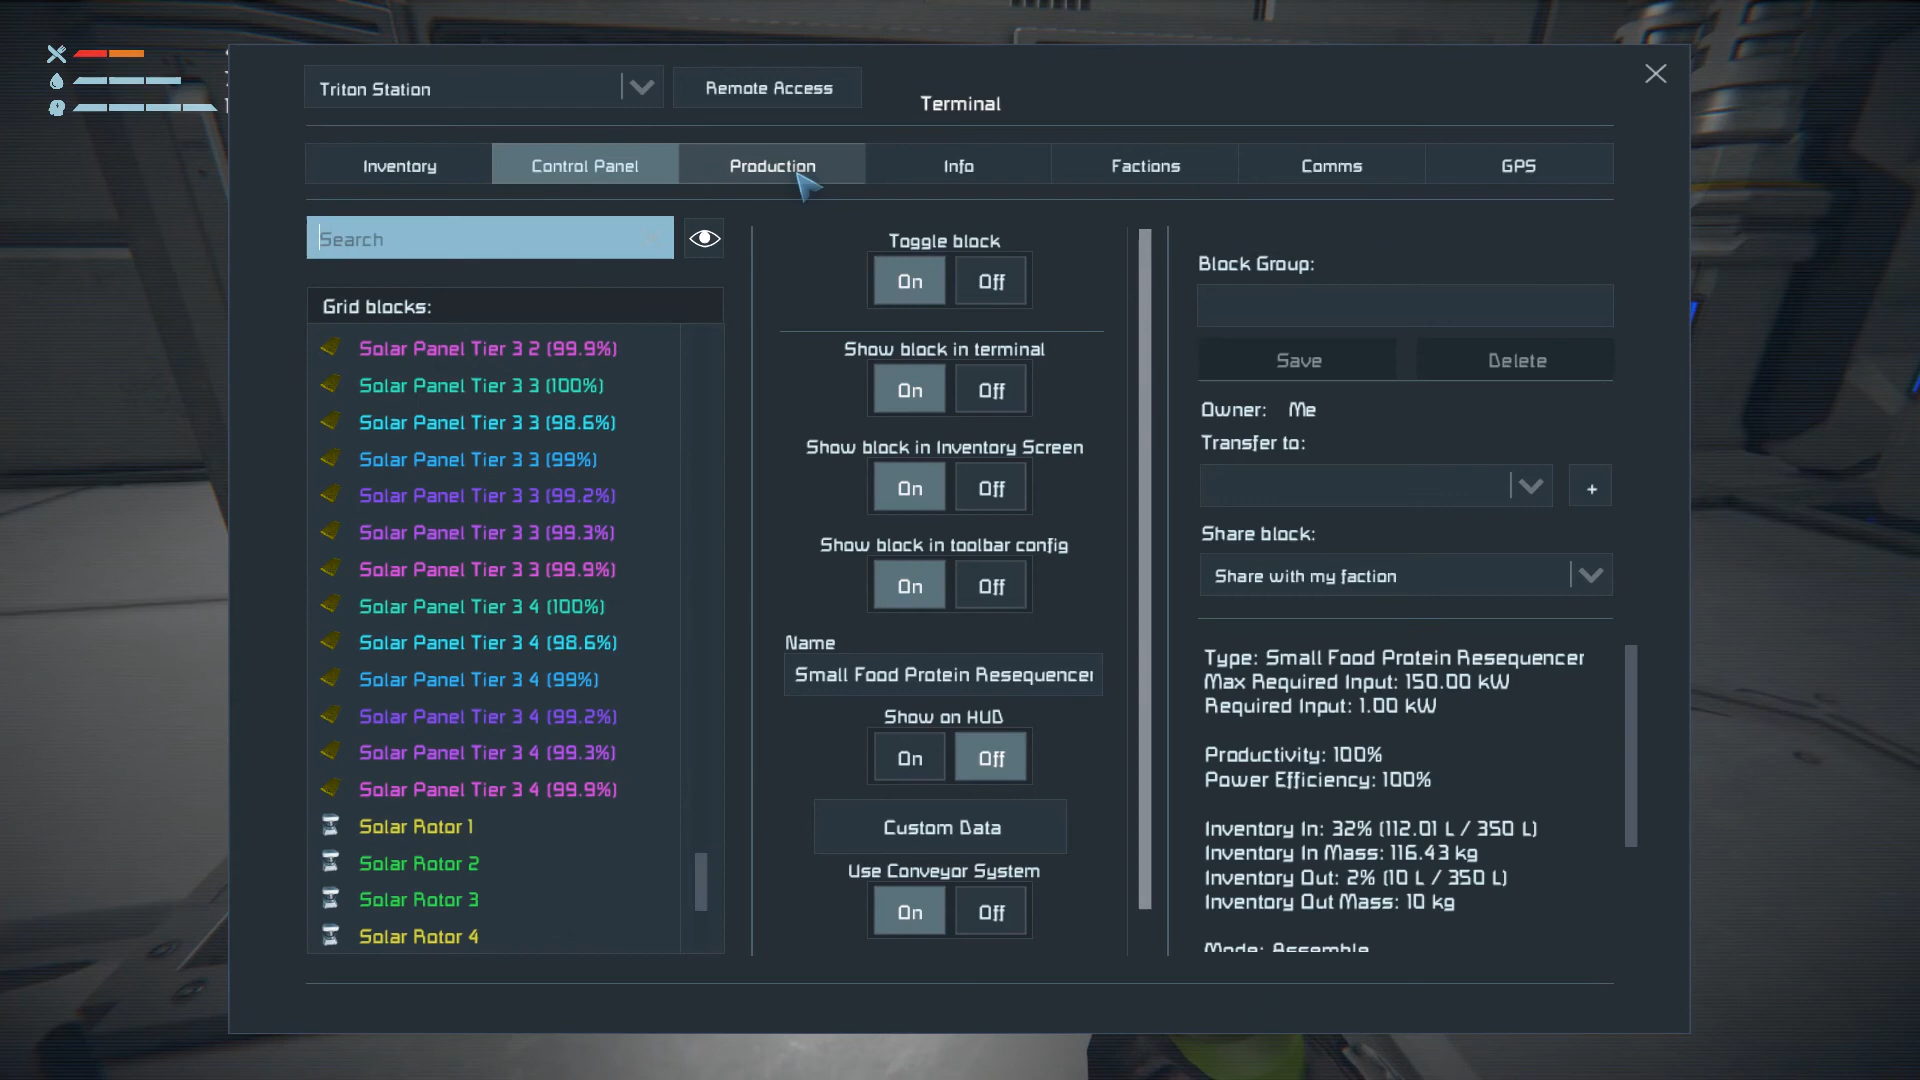 Triton Station
Remote Access
Terminal
Inventory
Control Panel
Production
Info
Factions
Comms
GPS
Search
Grid blocks:
Solar Panel Tier 3 2 (99.9%)
Solar Panel Tier 3 3 (100%)
Solar Panel Tier 3 3 (98.6%)
Solar Panel Tier 3 3 (99%)
Solar Panel Tier 3 3 (99.2%)
Solar Panel Tier 3 3 (99.3%)
Solar Panel Tier 3 3 (99.9%)
Solar Panel Tier 3 4 (100%)
Solar Panel Tier 3 4 (98.6%)
Solar Panel Tier 3 4 (99%)
Solar Panel Tier 3 4 (99.2%)
Solar Panel Tier 3 4 (99.3%)
Solar Panel Tier 3 4 (99.9%)
Solar Rotor 1
Solar Rotor 2
Solar Rotor 3
Solar Rotor 4
Toggle block
On Off
Show block in terminal
On Off
Show block in Inventory Screen
On Off
Show block in toolbar config
On Off
Name
Small Food Protein Resequencer
Show on HUD
On Off
Custom Data
Use Conveyor System
On Off
Block Group:
Save
Delete
Owner: Me
Transfer to:
+
Share block:
Share with my faction
Type: Small Food Protein Resequencer
Max Required Input: 150.00 kW
Required Input: 1.00 kW
Productivity: 100%
Power Efficiency: 100%
Inventory In: 32% (112.01 L / 350 L)
Inventory In Mass: 116.43 kg
Inventory Out: 2% (10 L / 350 L)
Inventory Out Mass: 10 kg
Mode: Assemble